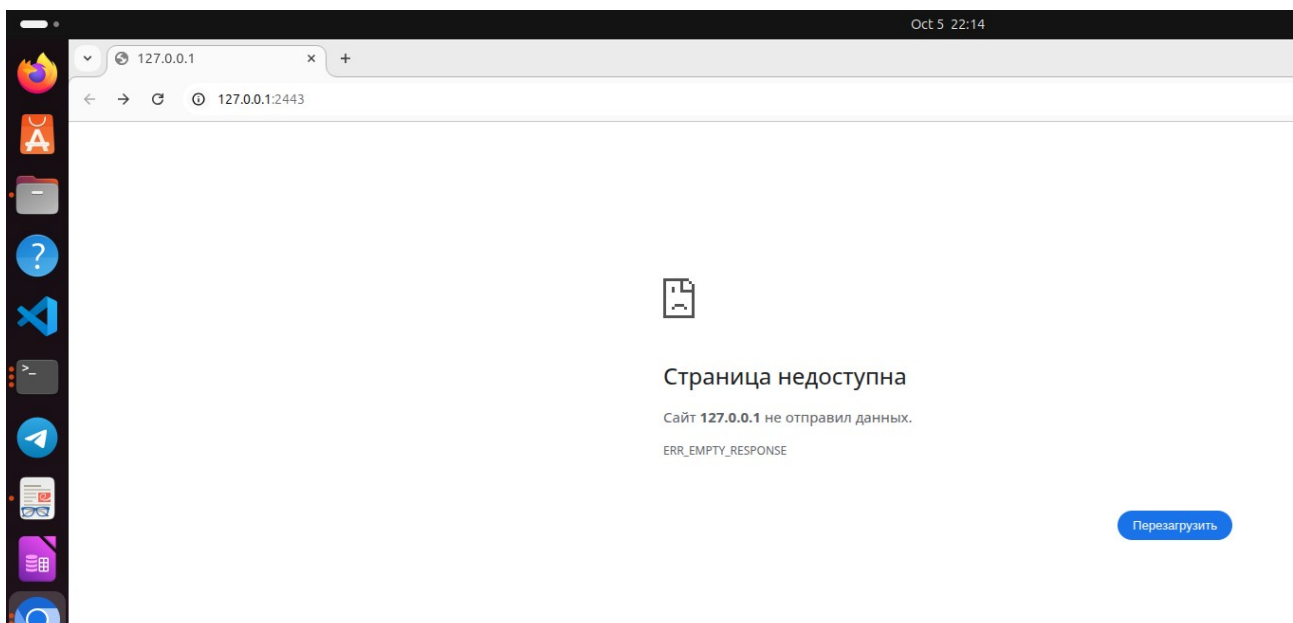 Oct 5 22:14
127.0.0.1
127.0.0.1:2443
Страница недоступна
Сайт 127.0.0.1 не отправил данных.
ERR_EMPTY_RESPONSE
Перезагрузить